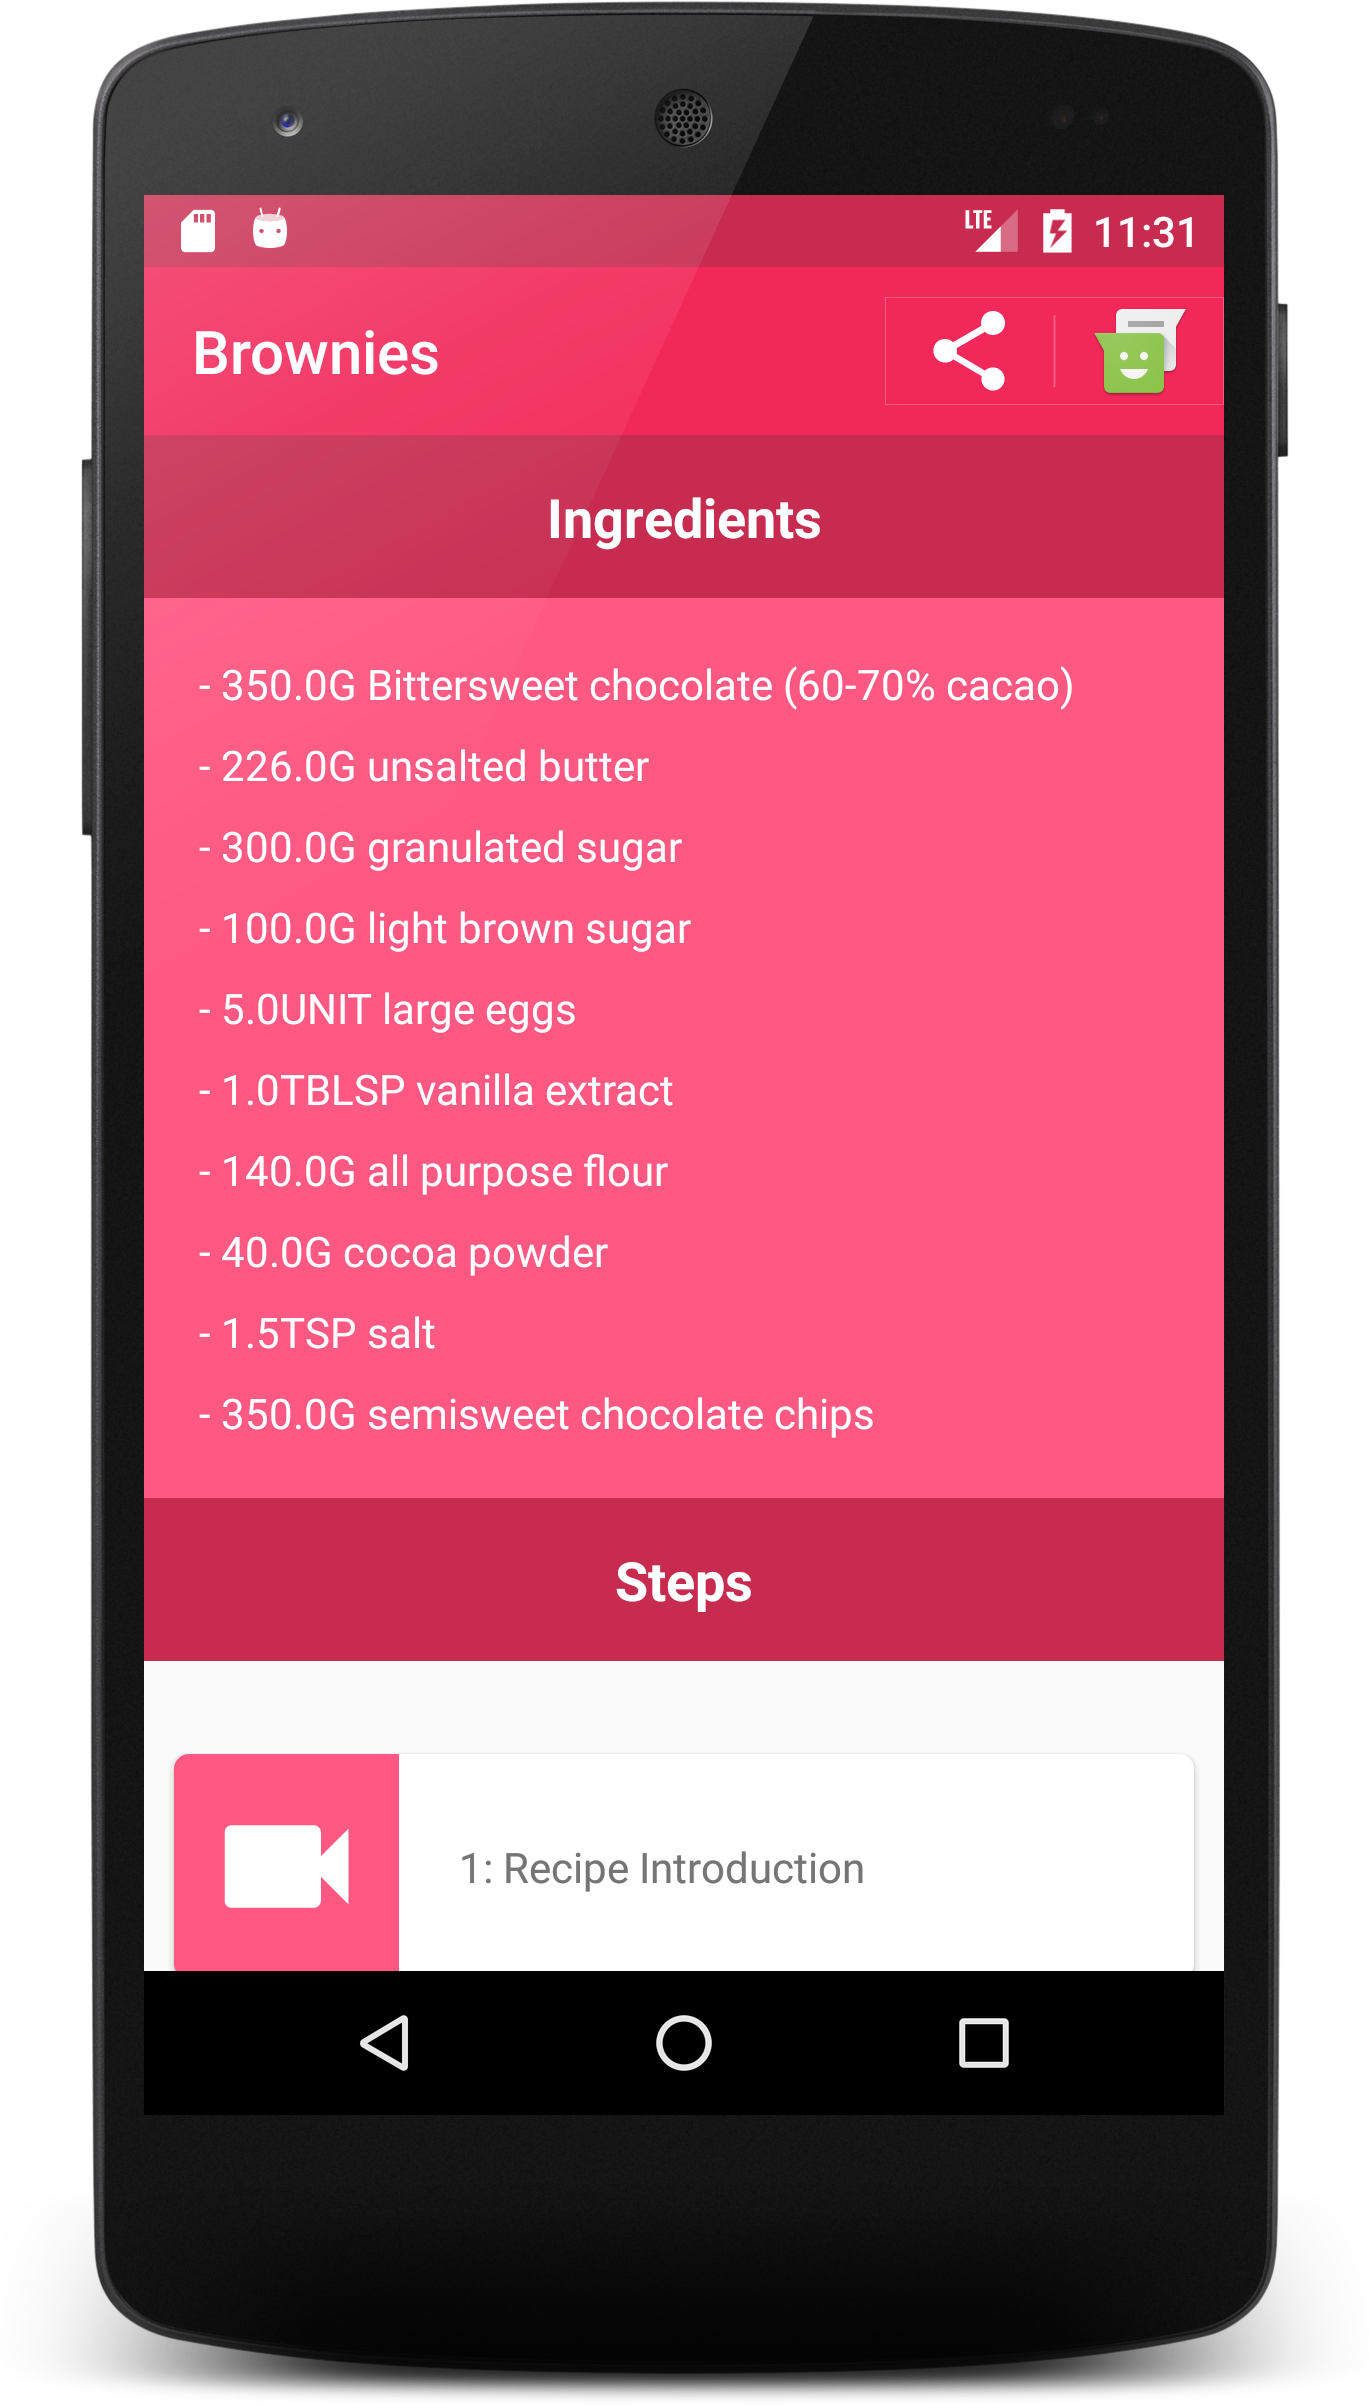 LTE 11:31
Brownies
Ingredients
- 350.0G Bittersweet chocolate (60-70% cacao)
- 226.0G unsalted butter
- 300.0G granulated sugar
- 100.0G light brown sugar
- 5.0UNIT large eggs
- 1.0TBLSP vanilla extract
- 140.0G all purpose flour
- 40.0G cocoa powder
- 1.5TSP salt
- 350.0G semisweet chocolate chips
Steps
1: Recipe Introduction